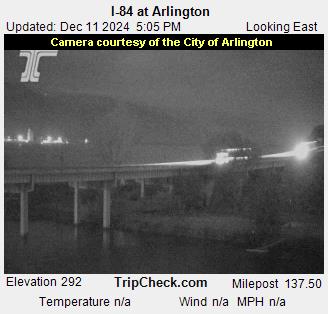 I-84 at Arlington
Updated: Dec 11 2024 5:05 PM Looking East
Camera courtesy of the City of Arlington
Elevation 292 TripCheck.com Milepost 137.50
Temperature n/a Wind n/a MPH n/a